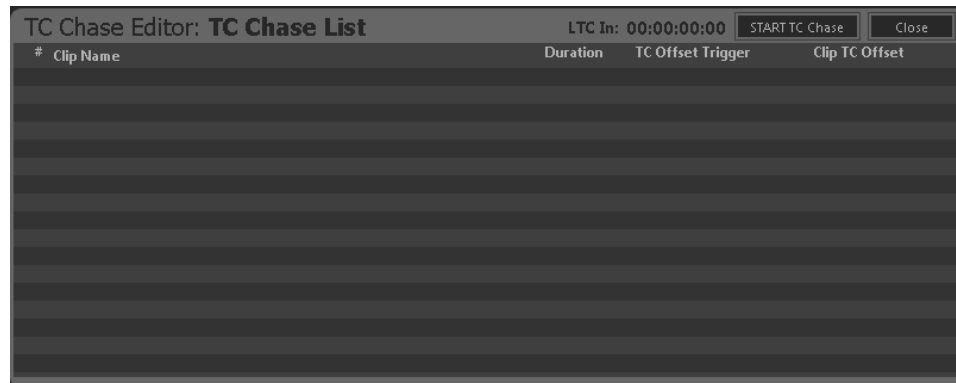 TC Chase Editor: TC Chase List LTC In: 00:00:00:00 START TC Chase Close
# Clip Name Duration TC Offset Trigger Clip TC Offset